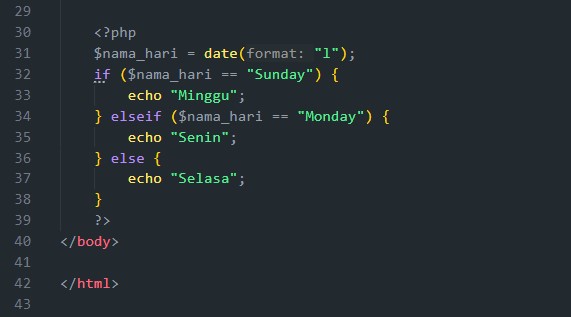 29
30 <?php
31 $nama_hari = date(format: "l");
32 if ($nama_hari == "Sunday") {
33 echo "Minggu";
34 } elseif ($nama_hari == "Monday") {
35 echo "Senin";
36 } else {
37 echo "Selasa";
38 }
39 ?>
40 </body>
41
42 </html>
43